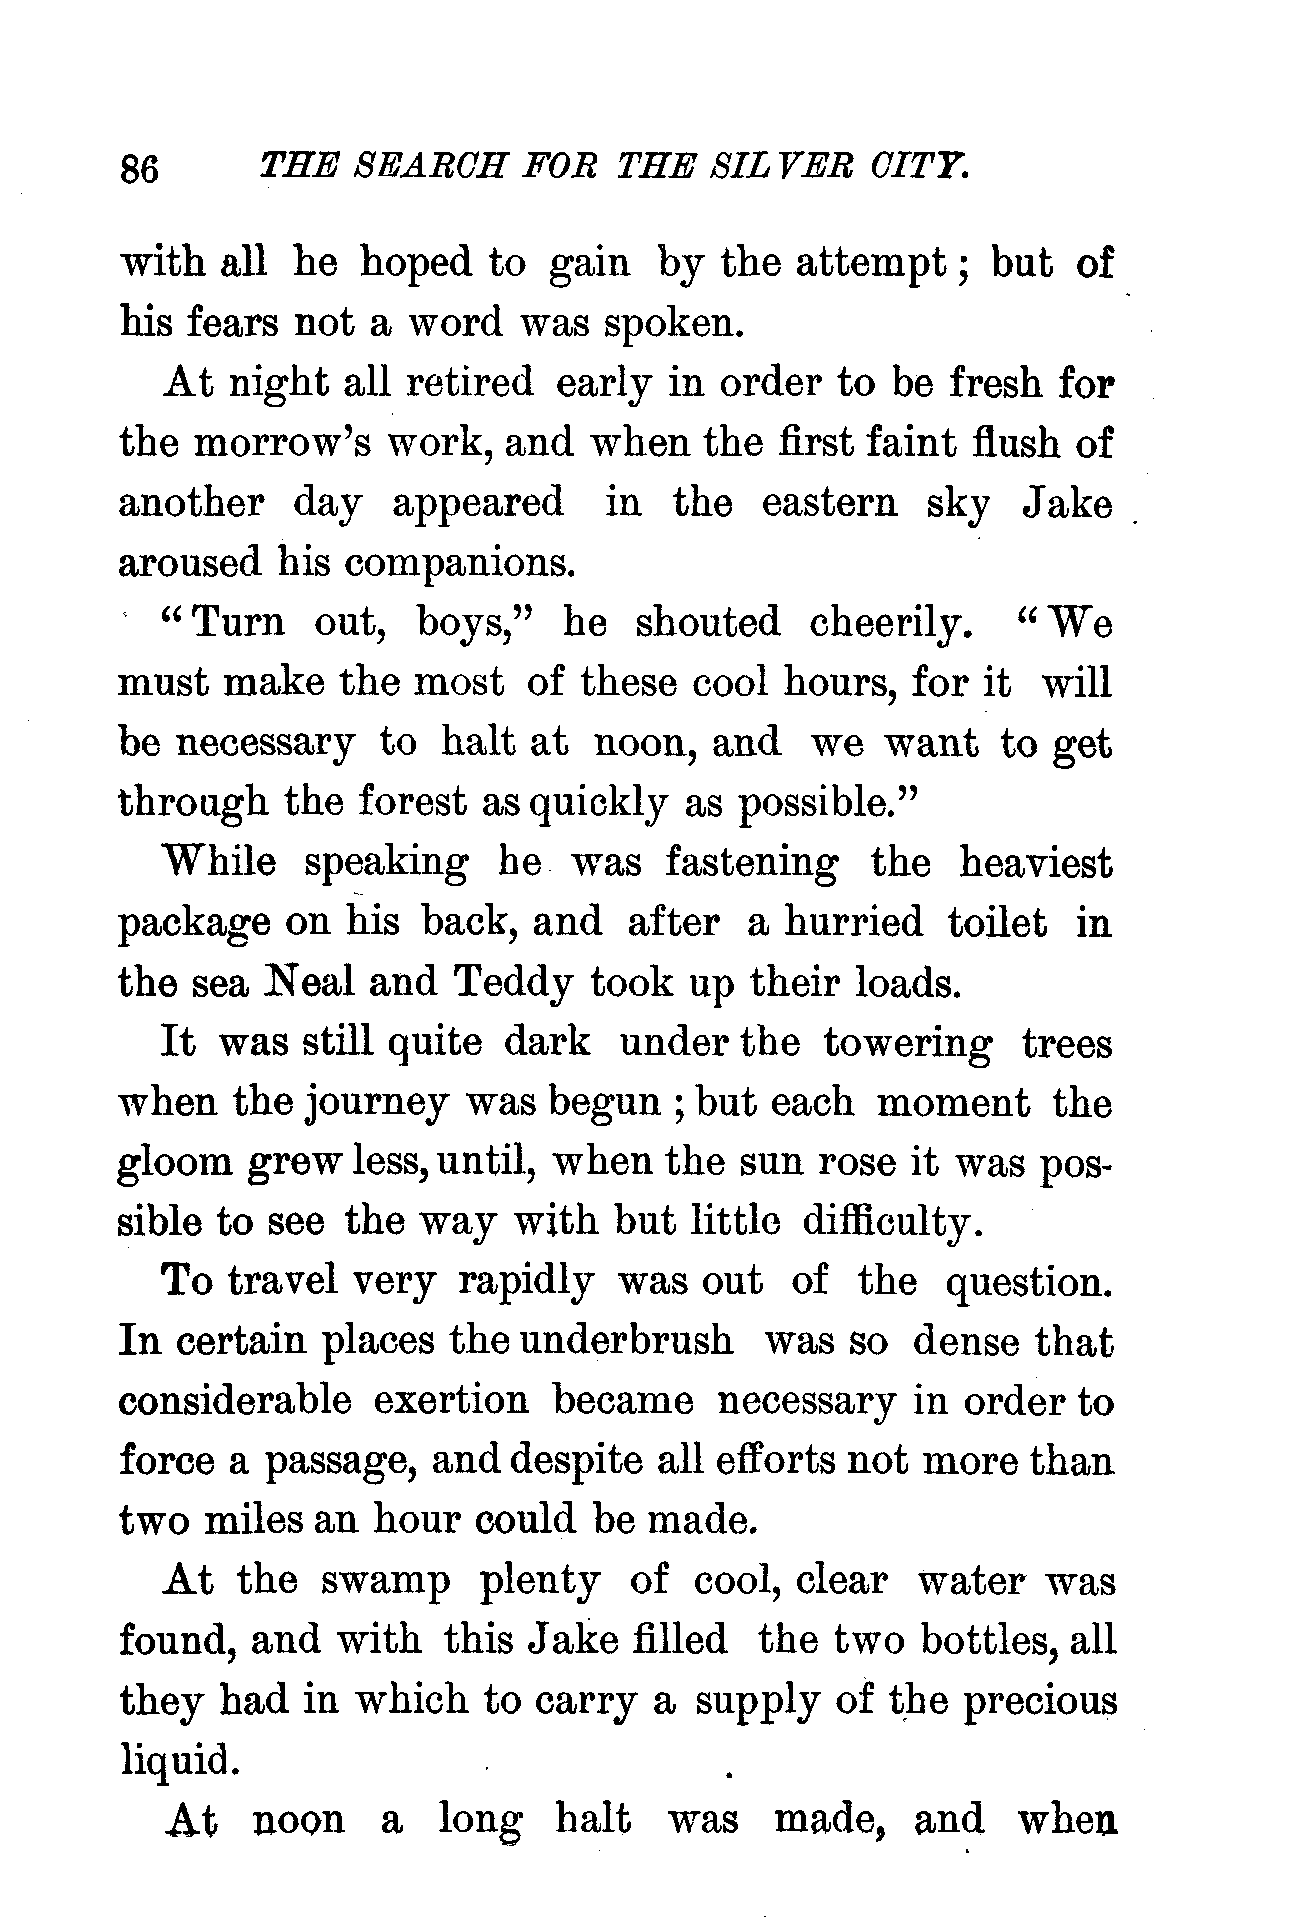 86 THE SEARCH FOR THE SILVER CITY.
with all he hoped to gain by the attempt; but of
his fears not a word was spoken.
At night all retired early in order to be fresh for
the morrow's work, and when the first faint flush of
another day appeared in the eastern sky Jake
aroused his companions.
"Turn out, boys," he shouted cheerily. "We
must make the most of these cool hours, for it will
be necessary to halt at noon, and we want to get
through the forest as quickly as possible."
While speaking he was fastening the heaviest
package on his back, and after a hurried toilet in
the sea Neal and Teddy took up their loads.
It was still quite dark under the towering trees
when the journey was begun; but each moment the
gloom grew less, until, when the sun rose it was pos-
sible to see the way with but little difficulty.
To travel very rapidly was out of the question.
In certain places the underbrush was so dense that
considerable exertion became necessary in order to
force a passage, and despite all efforts not more than
two miles an hour could be made.
At the swamp plenty of cool, clear water was
found, and with this Jake filled the two bottles, all
they had in which to carry a supply of the precious
liquid.
At noon a long halt was made, and when